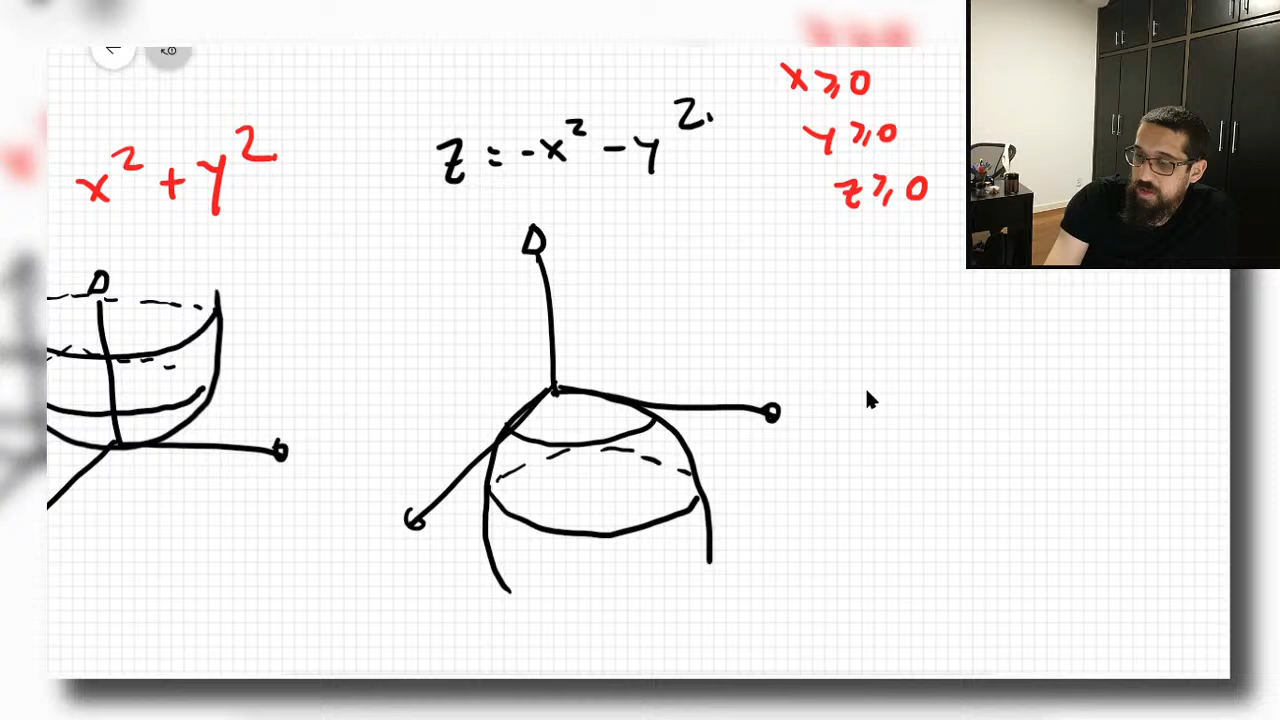 x² + y²
z = -x² - y².
x ≥ 0
y ≥ 0
z ≥ 0